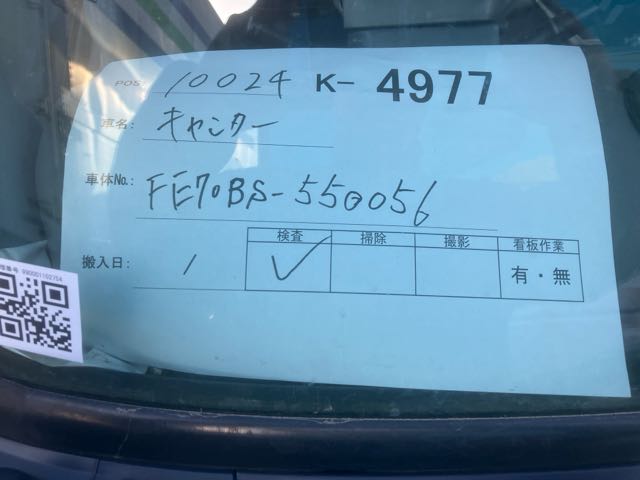 POS: 10024 K- 4977
車名: キャンター
車体No.: FE70BS-550056
検査 掃除 撮影 看板作業
搬入日: / ✓ 有・無